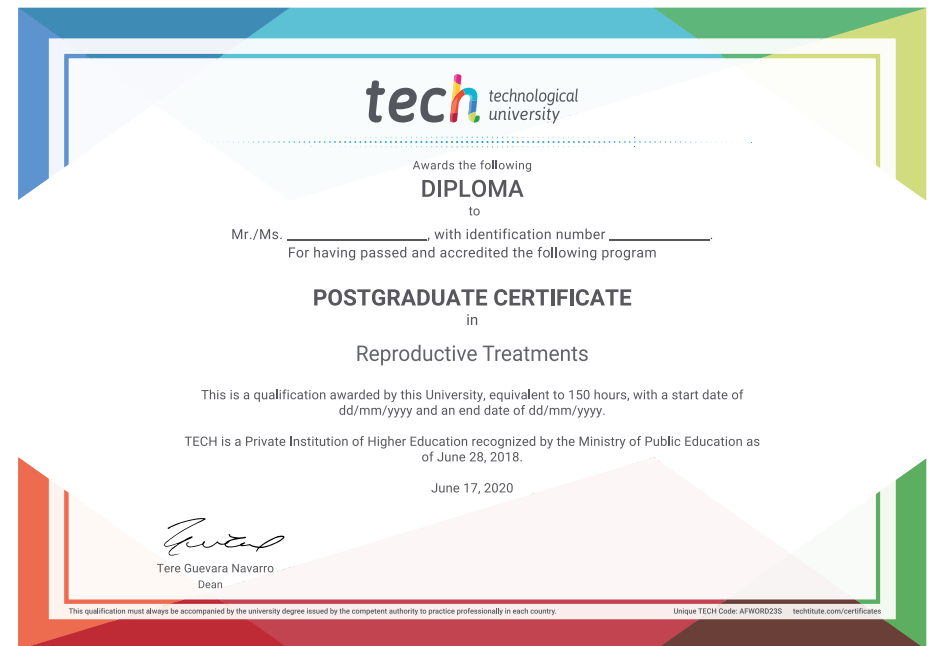 tech technological
university
Awards the following
DIPLOMA
to
Mr./Ms. ____________________, with identification number ______________.
For having passed and accredited the following program
POSTGRADUATE CERTIFICATE
in
Reproductive Treatments
This is a qualification awarded by this University, equivalent to 150 hours, with a start date of
dd/mm/yyyy and an end date of dd/mm/yyyy.
TECH is a Private Institution of Higher Education recognized by the Ministry of Public Education as
of June 28, 2018.
June 17, 2020
Tere Guevara Navarro
Dean
This qualification must always be accompanied by the university degree issued by the competent authority to practice professionally in each country. Unique TECH Code: AFWORD23S techtitute.com/certificates